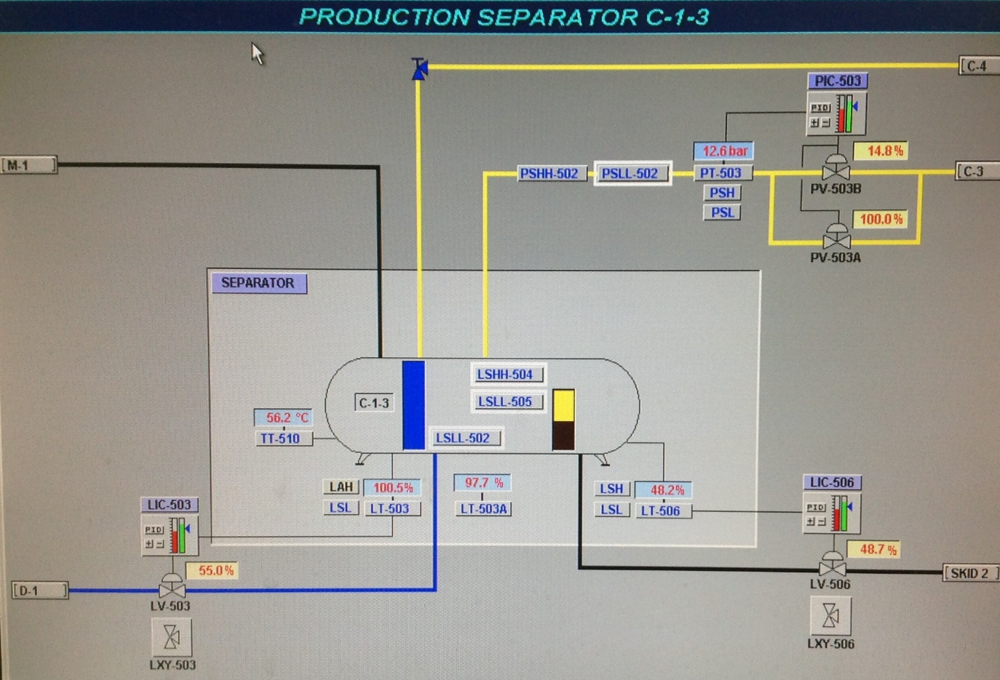 PRODUCTION SEPARATOR C-1-3
C-4
PIC-503
PID
+ -
12.6 bar
14.8 %
M-1
PSHH-502
PSLL-502
PT-503
C-3
PSH
PV-503B
PSL
100.0 %
PV-503A
SEPARATOR
LSHH-504
C-1-3
LSLL-505
56.2 °C
TT-510
LSLL-502
LAH
100.5%
97.7 %
LSH
48.2%
LIC-506
LIC-503
LSL
LT-503
LT-503A
LSL
LT-506
PID
+ -
PID
+ -
55.0 %
48.7 %
D-1
SKID 2
LV-503
LV-506
LXY-503
LXY-506